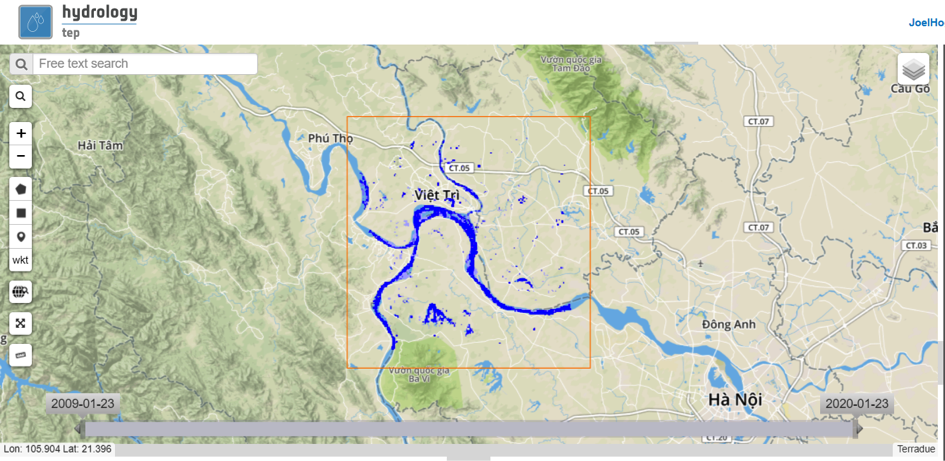 hydrology
tep
JoelHo
Free text search
Vườn quốc gia
Tam Đảo
Cầu Gò
CT.07
Phú Thọ
Hải Tâm
CT.05
Việt Trì
CT.05
CT.07
CT.05
CT.03
wkt
Đông Anh
Vườn quốc gia
Ba Vì
2009-01-23
Hà Nội
2020-01-23
CT.20
Lon: 105.904 Lat: 21.396
Terradue